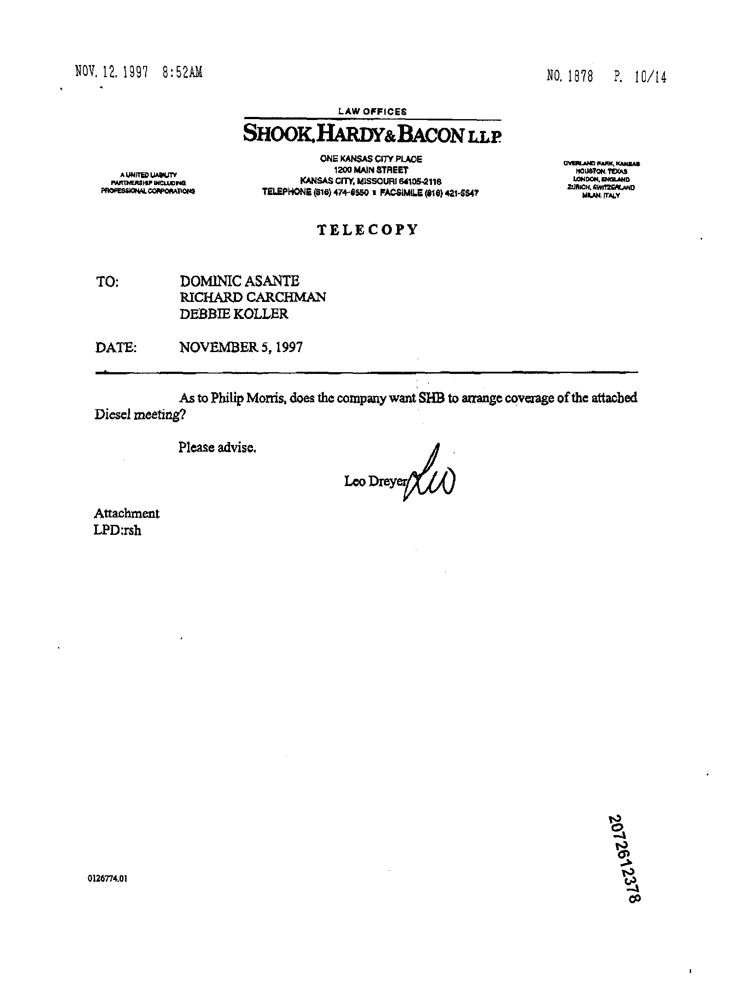 NOV. 12. 1997 8:52AM
NO. 1878 P. 10/14
LAW OFFICES
SHOOK, HARDY & BACON L.L.P.
ONE KANSAS CITY PLACE
1200 MAIN STREET
KANSAS CITY, MISSOURI 64105-2118
TELEPHONE (816) 474-6550 ▪ FACSIMILE (816) 421-5547
A LIMITED LIABILITY
PARTNERSHIP INCLUDING
PROFESSIONAL CORPORATIONS
OVERLAND PARK, KANSAS
HOUSTON, TEXAS
LONDON, ENGLAND
ZURICH, SWITZERLAND
MILAN, ITALY
TELECOPY
TO: DOMINIC ASANTE
RICHARD CARCHMAN
DEBBIE KOLLER
DATE: NOVEMBER 5, 1997
As to Philip Morris, does the company want SHB to arrange coverage of the attached
Diesel meeting?
Please advise.
Leo Dreyer Leo
Attachment
LPD:rsh
0126774.01
2072612378